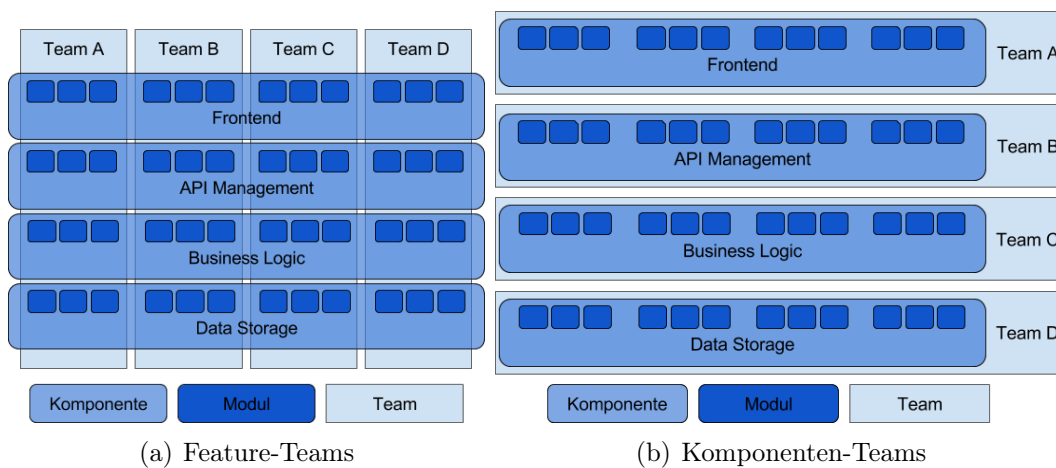 Team A
Team B
Team C
Team D
Frontend
API Management
Business Logic
Data Storage
Komponente
Modul
Team
(a) Feature-Teams
Frontend
Team A
API Management
Team B
Business Logic
Team C
Data Storage
Team D
Komponente
Modul
Team
(b) Komponenten-Teams